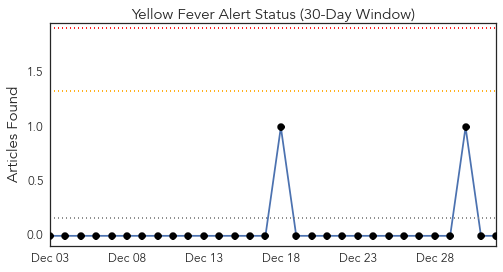 Yellow Fever Alert Status (30-Day Window)
Articles Found
1.5
1.0
0.5
0.0
Dec 03 Dec 08 Dec 13 Dec 18 Dec 23 Dec 28